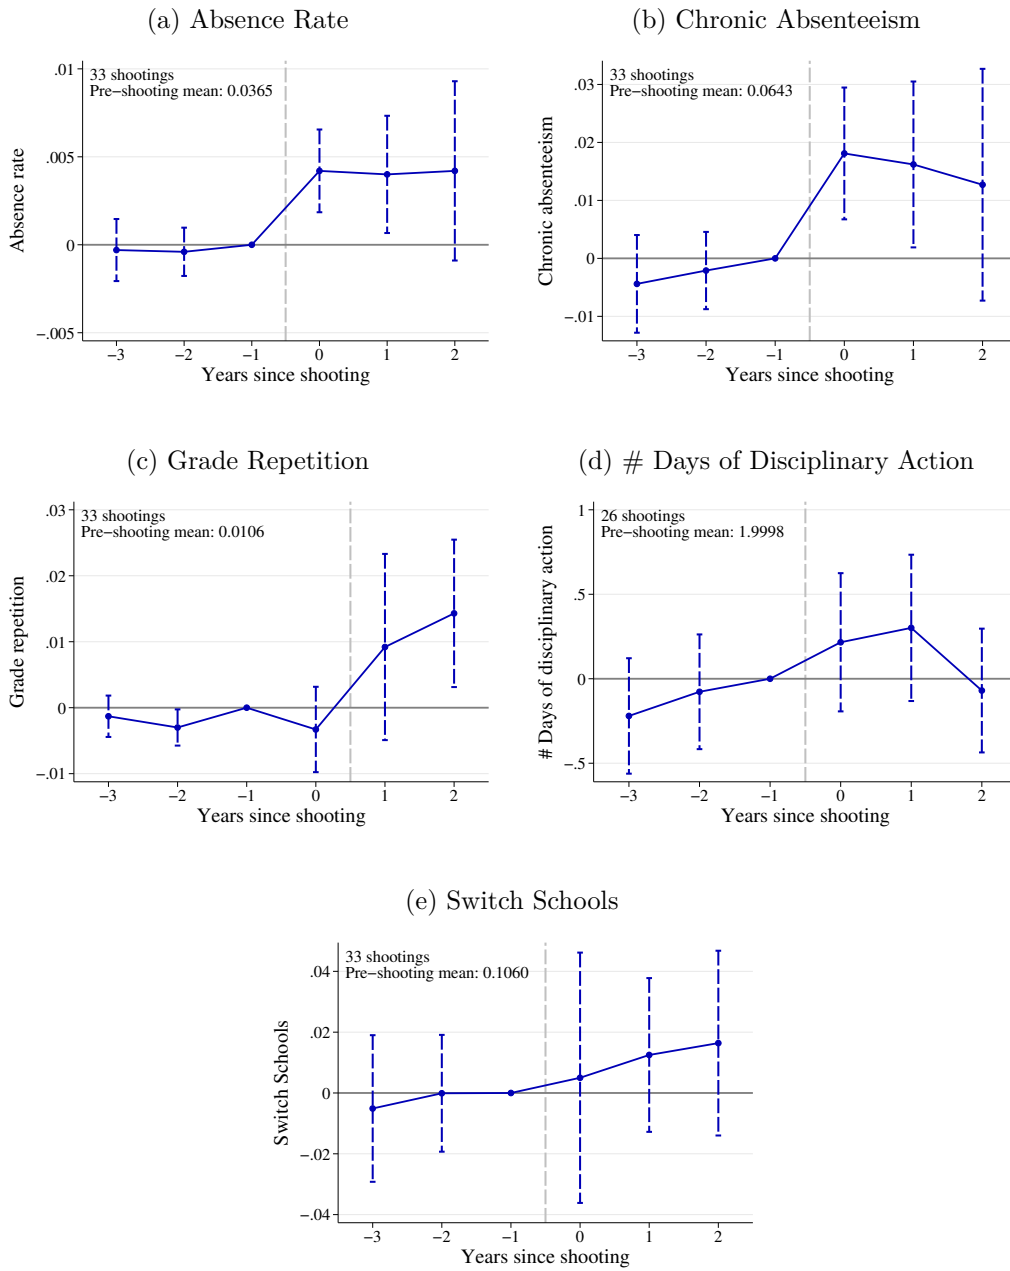 (a) Absence Rate
33 shootings
Pre−shooting mean: 0.0365
Absence rate
.01
.005
0
−.005
−3 −2 −1 0 1 2
Years since shooting
(b) Chronic Absenteeism
33 shootings
Pre−shooting mean: 0.0643
Chronic absenteeism
.03
.02
.01
0
−.01
−3 −2 −1 0 1 2
Years since shooting
(c) Grade Repetition
33 shootings
Pre−shooting mean: 0.0106
Grade repetition
.03
.02
.01
0
−.01
−3 −2 −1 0 1 2
Years since shooting
(d) # Days of Disciplinary Action
26 shootings
Pre−shooting mean: 1.9998
# Days of disciplinary action
1
.5
0
−.5
−3 −2 −1 0 1 2
Years since shooting
(e) Switch Schools
33 shootings
Pre−shooting mean: 0.1060
Switch Schools
.04
.02
0
−.02
−.04
−3 −2 −1 0 1 2
Years since shooting